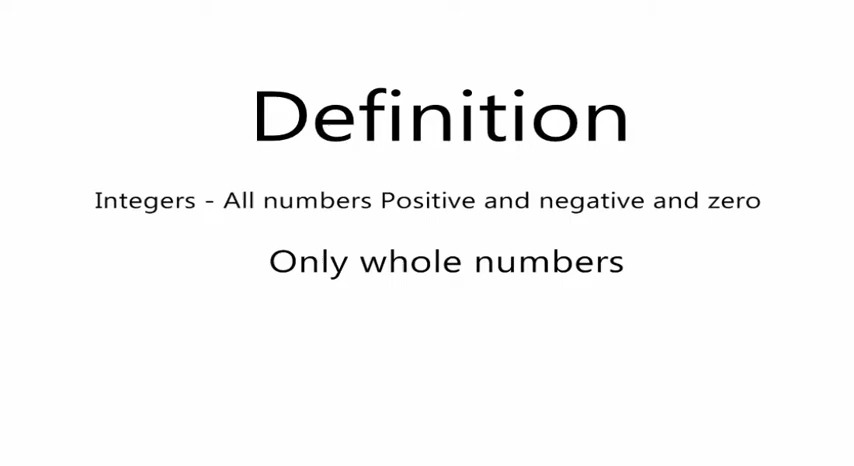 Definition
Integers - All numbers Positive and negative and zero
Only whole numbers